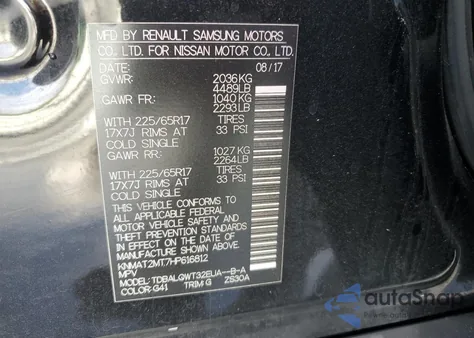 MFD BY RENAULT SAMSUNG MOTORS
CO. LTD. FOR NISSAN MOTOR CO., LTD.
DATE: 08/17
GVWR: 2036KG
4489LB
GAWR FR: 1040KG
2293LB
WITH 225/65R17 TIRES
17X7J RIMS AT 33 PSI
COLD SINGLE
GAWR RR: 1027 KG
2264LB
WITH 225/65R17 TIRES
17X7J RIMS AT 33 PSI
COLD SINGLE
THIS VEHICLE CONFORMS TO
ALL APPLICABLE FEDERAL
MOTOR VEHICLE SAFETY AND
THEFT PREVENTION STANDARDS
IN EFFECT ON THE DATE OF
MANUFACTURE SHOWN ABOVE.
KNMAT2MT7HP616812
MPV
MODEL: TDBALGWT32EUA--B-A
COLOR: G41 TRIM G ZS30A
autoSnap